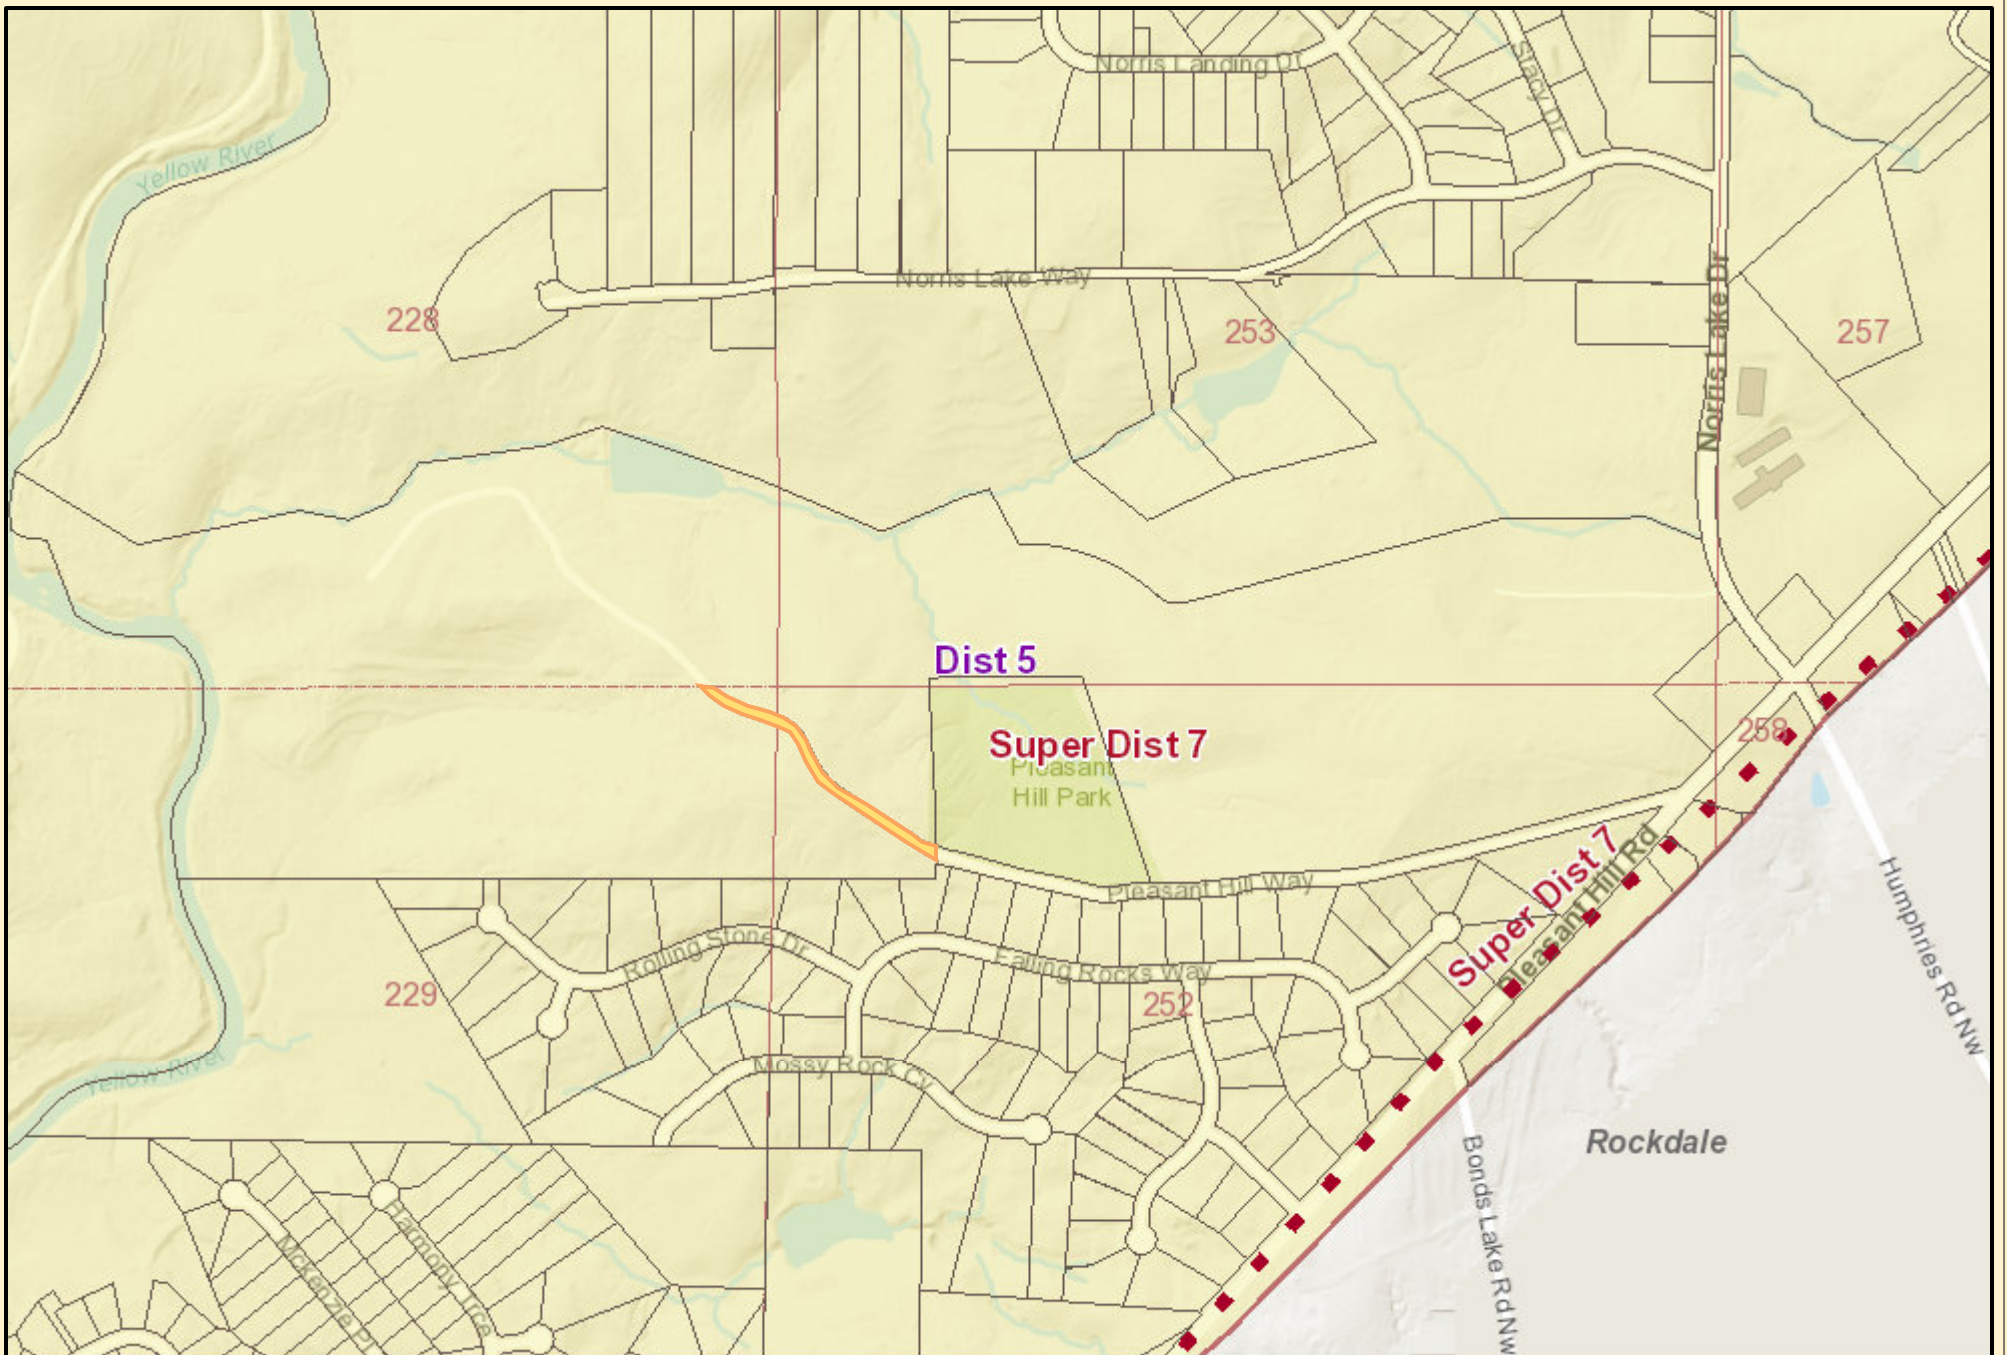 Norris Landing Dr
Stacy Dr
Yellow River
Norris Lake Way
228
253
257
Norris Lake Dr
Dist 5
Super Dist 7
258
Pleasant
Hill Park
Super Dist 7
Pleasant Hill Rd
Pleasant Hill Way
Humphries Rd Nw
Rolling Stone Dr
Falling Rocks Way
229
252
Yellow River
Mossy Rock Cv
Rockdale
Bonds Lake Rd Nw
Harmony Trce
Mckenzie Pl